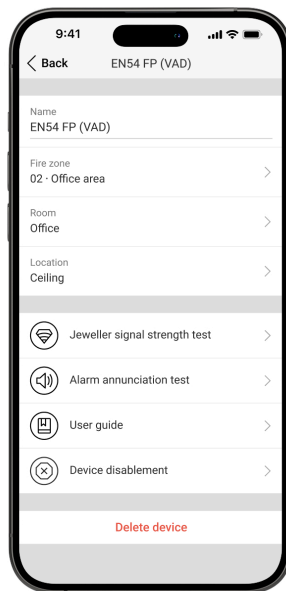 9:41
Back
EN54 FP (VAD)
Name
EN54 FP (VAD)
Fire zone
02 · Office area
Room
Office
Location
Ceiling
Jeweller signal strength test
Alarm annunciation test
User guide
Device disablement
Delete device